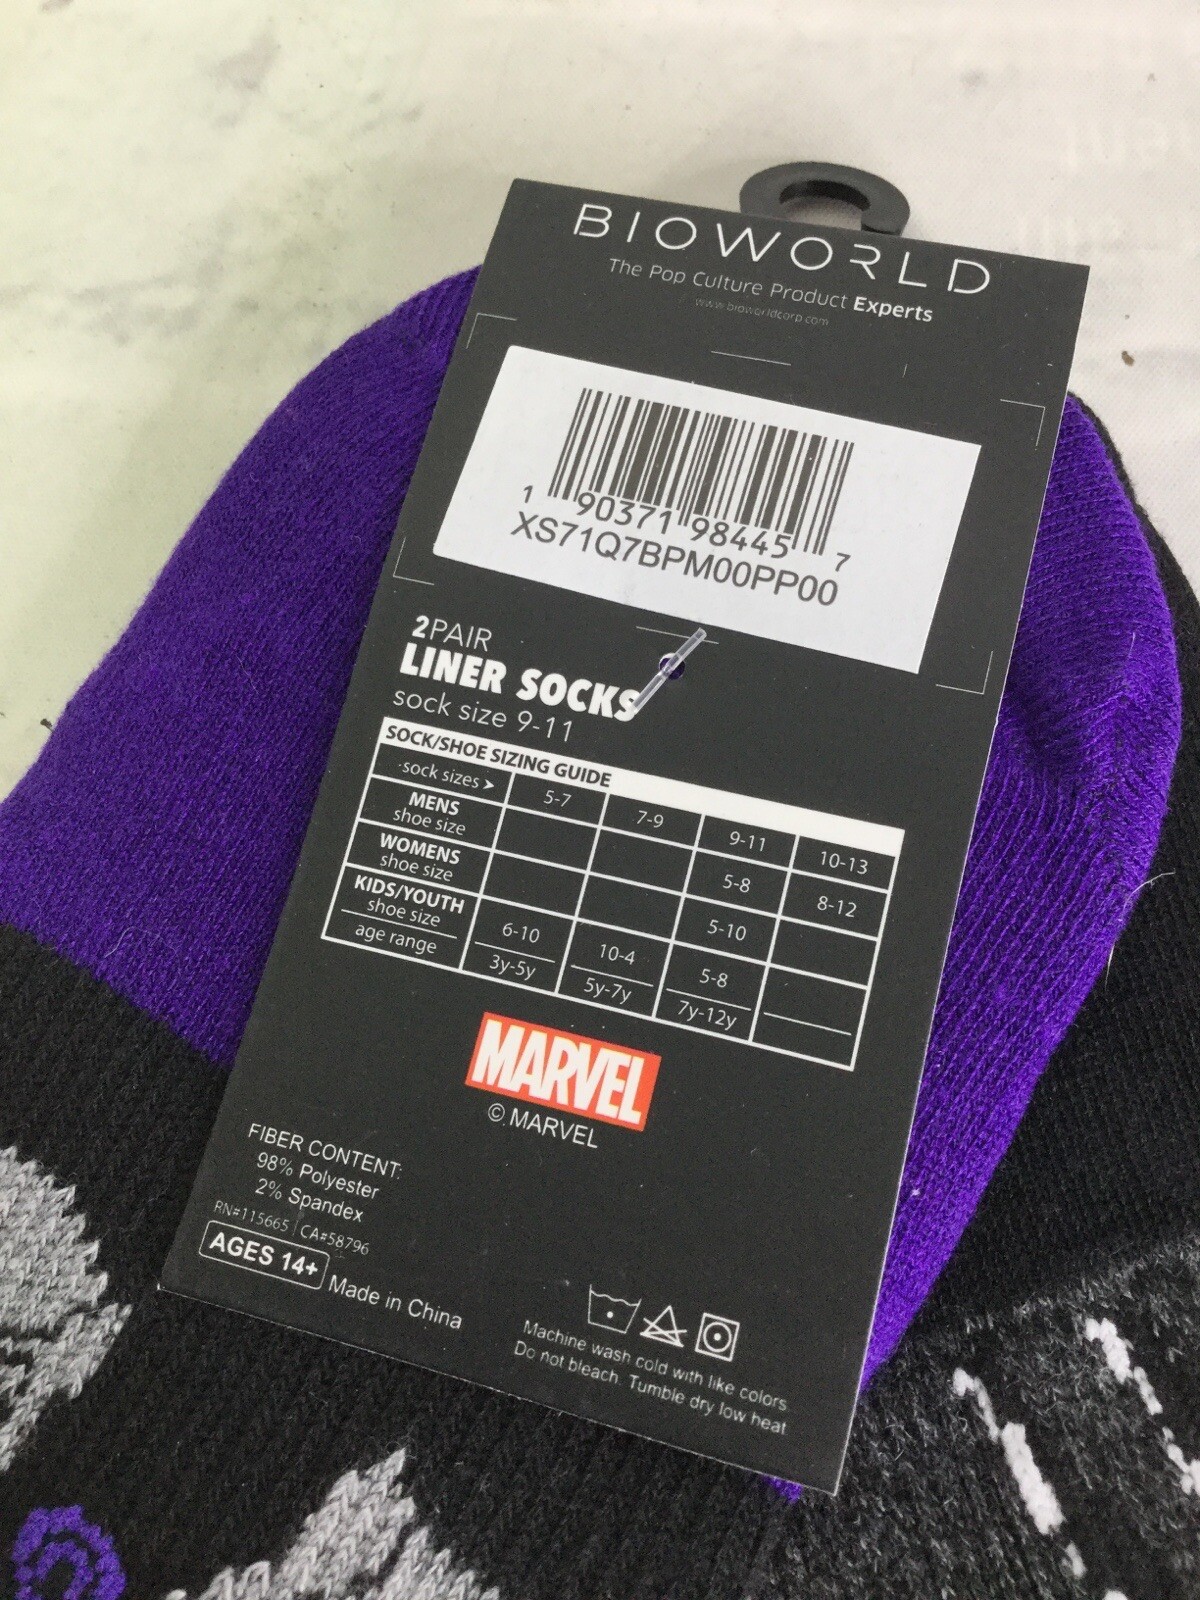 BIOWORLD
The Pop Culture Product Experts
www.bioworldcorp.com
1 90371 98445 7
XS71Q7BPM00PP00
2PAIR
LINER SOCKS
sock size 9-11
SOCK/SHOE SIZING GUIDE
sock sizes ➤ 5-7 7-9 9-11 10-13
MENS
shoe size 5-8 8-12
WOMENS
shoe size 5-10
KIDS/YOUTH
shoe size 6-10 10-4 5-8
age range 3y-5y 5y-7y 7y-12y
MARVEL
© MARVEL
FIBER CONTENT:
98% Polyester
2% Spandex
RN#115665 | CA#58796
AGES 14+ Made in China
Machine wash cold with like colors.
Do not bleach. Tumble dry low heat